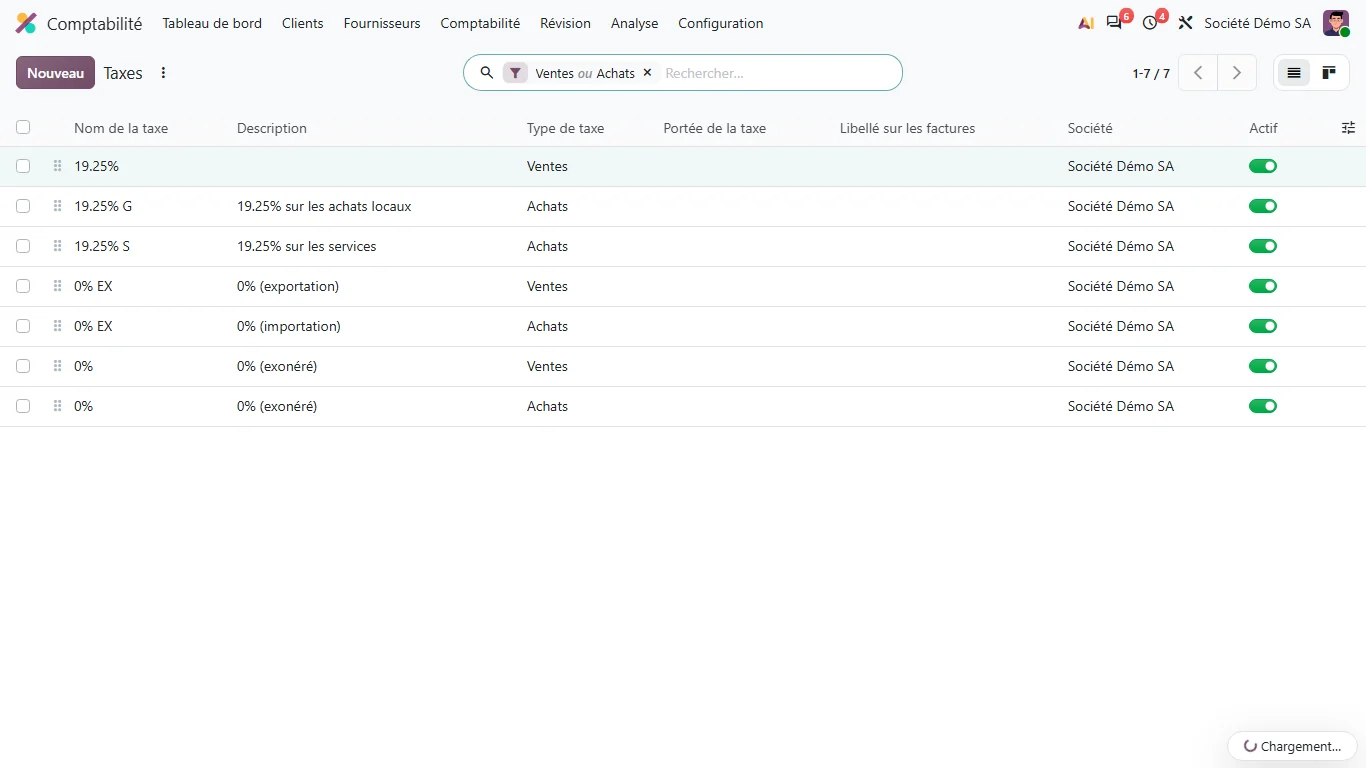 Comptabilité Tableau de bord Clients Fournisseurs Comptabilité Révision Analyse Configuration AI 6 4 Société Démo SA
Nouveau Taxes Ventes ou Achats Rechercher... 1-7 / 7
Nom de la taxe Description Type de taxe Portée de la taxe Libellé sur les factures Société Actif
19.25% Ventes Société Démo SA
19.25% G 19.25% sur les achats locaux Achats Société Démo SA
19.25% S 19.25% sur les services Achats Société Démo SA
0% EX 0% (exportation) Ventes Société Démo SA
0% EX 0% (importation) Achats Société Démo SA
0% 0% (exonéré) Ventes Société Démo SA
0% 0% (exonéré) Achats Société Démo SA
Chargement...